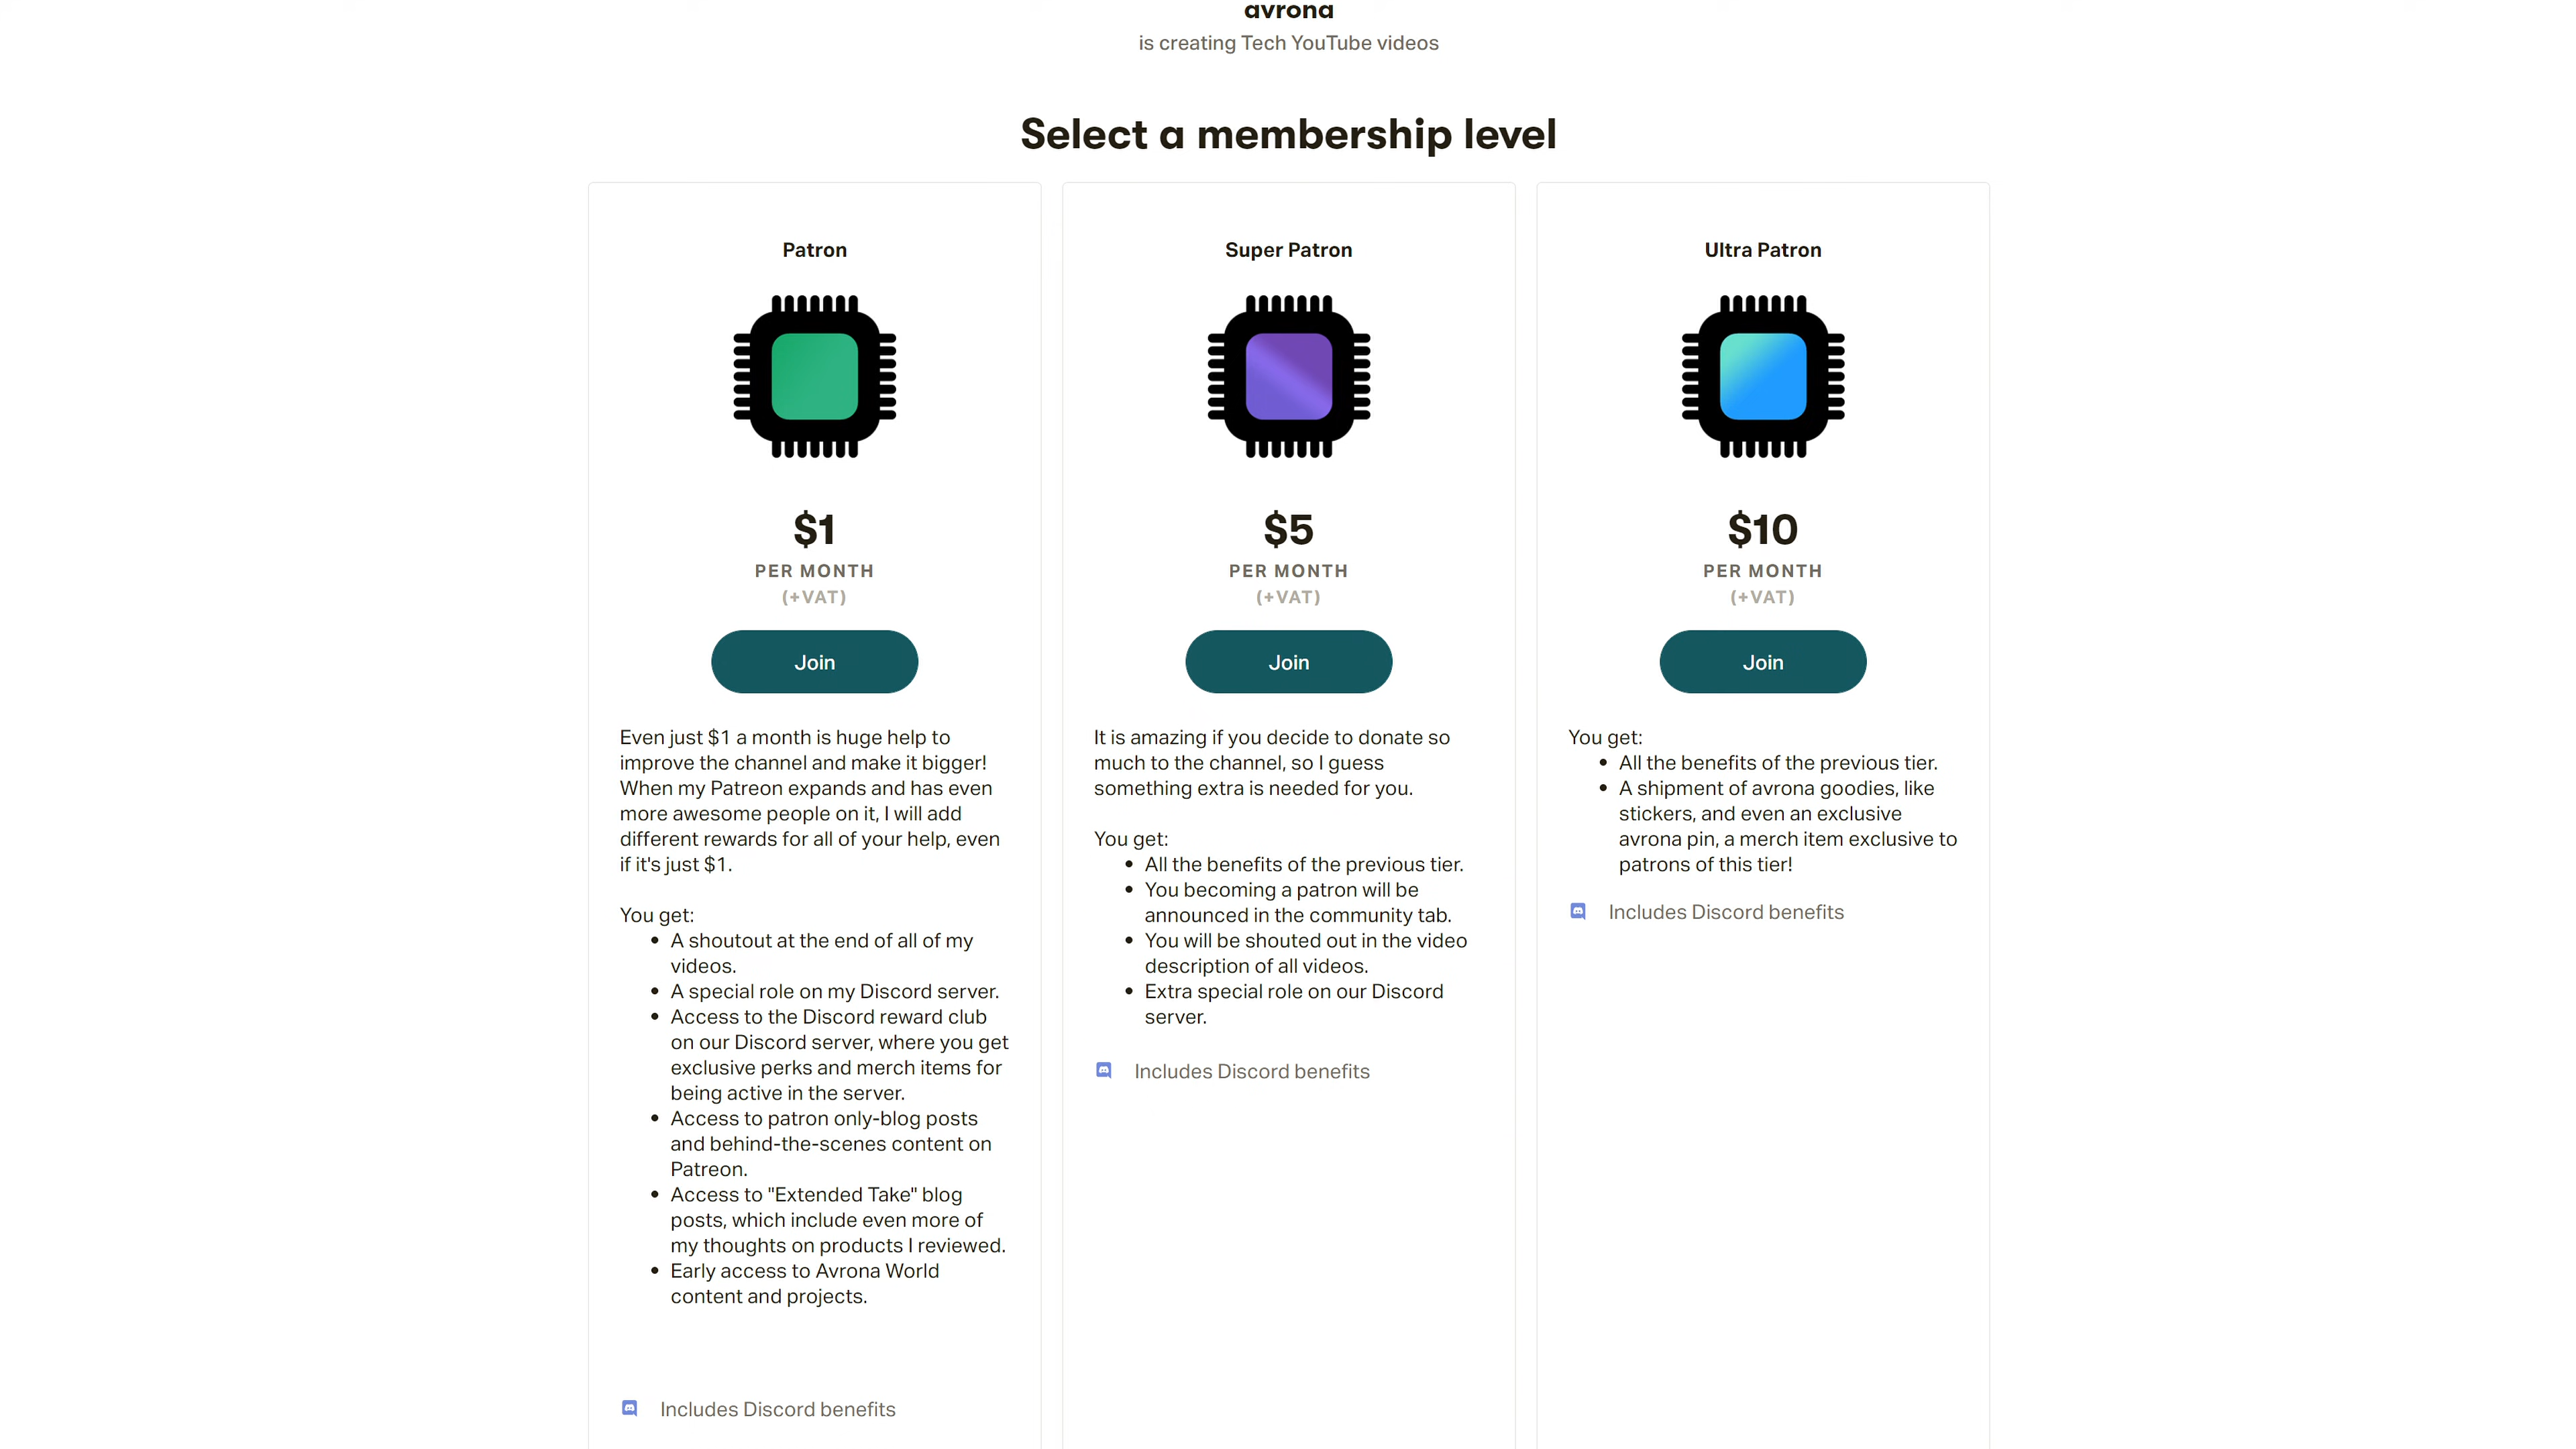 avrona
is creating Tech YouTube videos
Select a membership level
Patron
$1
PER MONTH
(+VAT)
Join
Even just $1 a month is huge help to
improve the channel and make it bigger!
When my Patreon expands and has even
more awesome people on it, I will add
different rewards for all of your help, even
if it's just $1.
You get:
• A shoutout at the end of all of my
videos.
• A special role on my Discord server.
• Access to the Discord reward club
on our Discord server, where you get
exclusive perks and merch items for
being active in the server.
• Access to patron only-blog posts
and behind-the-scenes content on
Patreon.
• Access to "Extended Take" blog
posts, which include even more of
my thoughts on products I reviewed.
• Early access to Avrona World
content and projects.
Includes Discord benefits
Super Patron
$5
PER MONTH
(+VAT)
Join
It is amazing if you decide to donate so
much to the channel, so I guess
something extra is needed for you.
You get:
• All the benefits of the previous tier.
• You becoming a patron will be
announced in the community tab.
• You will be shouted out in the video
description of all videos.
• Extra special role on our Discord
server.
Includes Discord benefits
Ultra Patron
$10
PER MONTH
(+VAT)
Join
You get:
• All the benefits of the previous tier.
• A shipment of avrona goodies, like
stickers, and even an exclusive
avrona pin, a merch item exclusive to
patrons of this tier!
Includes Discord benefits